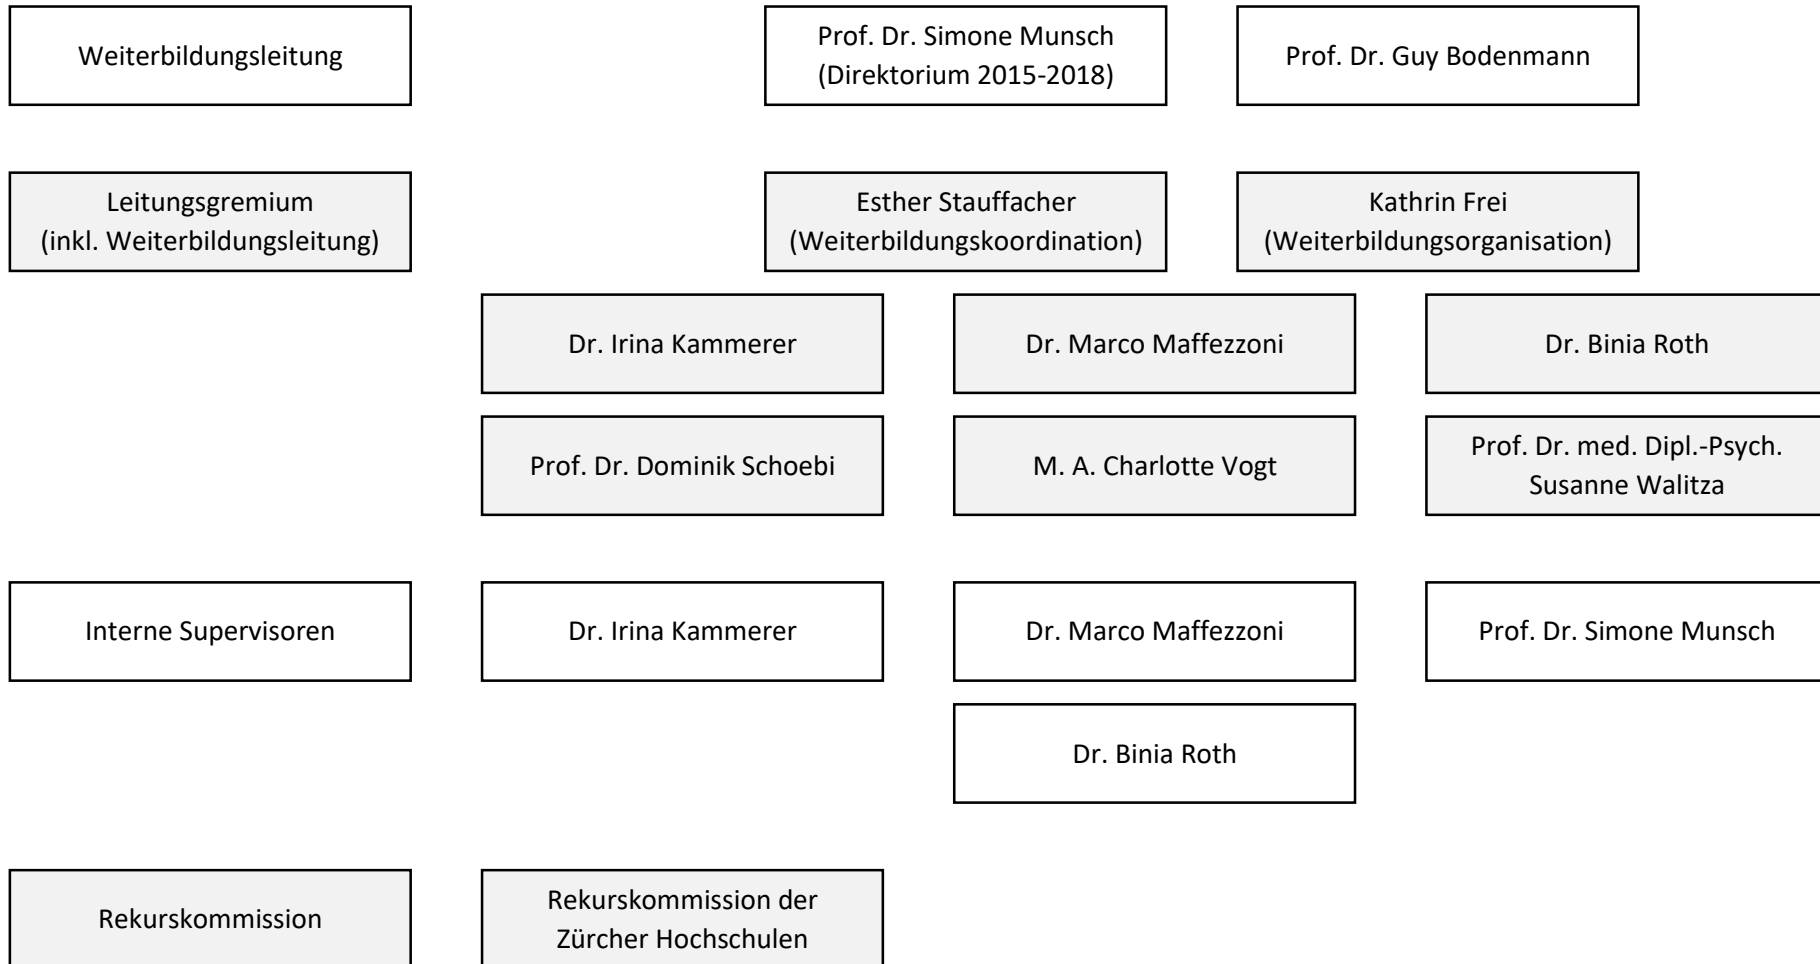 Weiterbildungsleitung
Prof. Dr. Simone Munsch
(Direktorium 2015-2018)
Prof. Dr. Guy Bodenmann
Leitungsgremium
(inkl. Weiterbildungsleitung)
Esther Stauffacher
(Weiterbildungskoordination)
Kathrin Frei
(Weiterbildungsorganisation)
Dr. Irina Kammerer
Dr. Marco Maffezzoni
Dr. Binia Roth
Prof. Dr. Dominik Schoebi
M. A. Charlotte Vogt
Prof. Dr. med. Dipl.-Psych.
Susanne Walitza
Interne Supervisoren
Dr. Irina Kammerer
Dr. Marco Maffezzoni
Prof. Dr. Simone Munsch
Dr. Binia Roth
Rekurskommission
Rekurskommission der
Zürcher Hochschulen